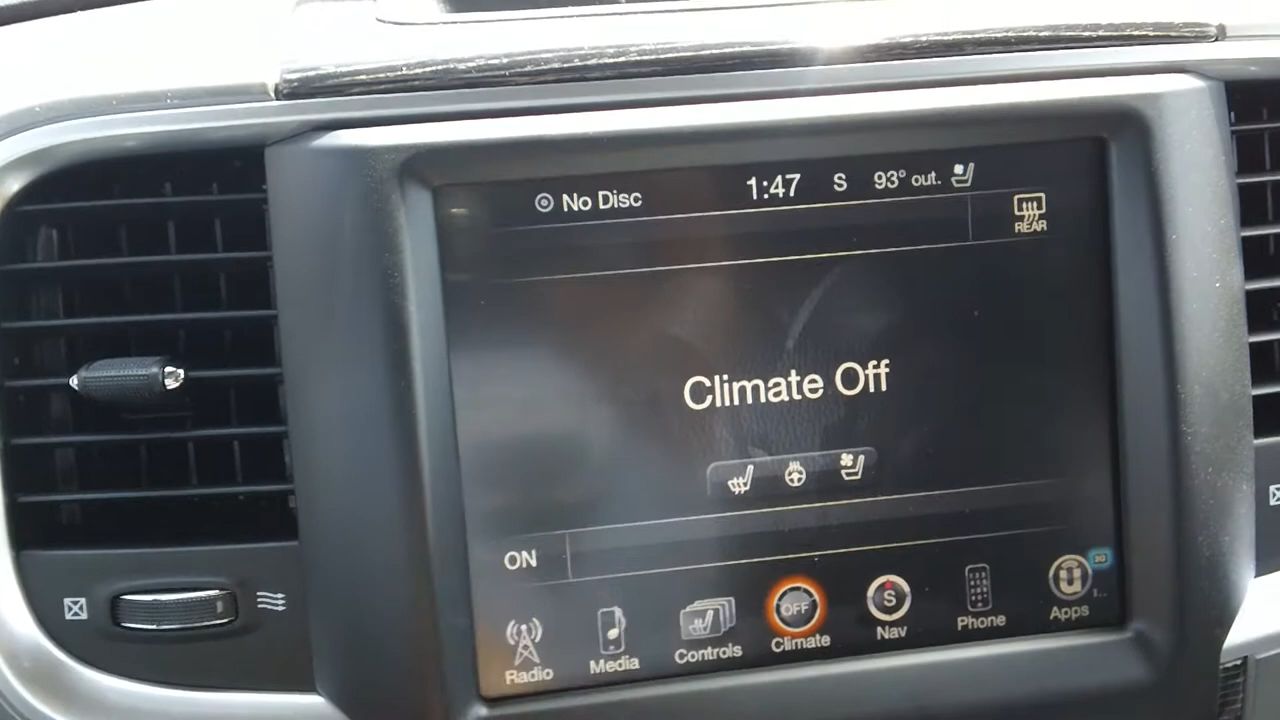 No Disc
1:47
S
93° out.
REAR
Climate Off
ON
OFF
S
Radio
Media
Controls
Climate
Nav
Phone
Apps